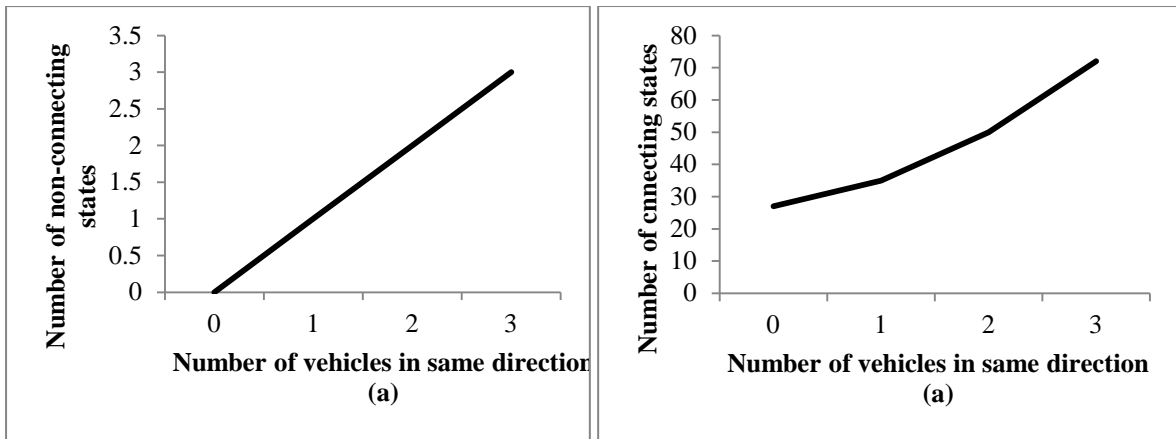 Number of non-connecting
states
3.5
3
2.5
2
1.5
1
0.5
0
0 1 2 3
Number of vehicles in same direction
(a)
Number of cnnecting states
80
70
60
50
40
30
20
10
0
0 1 2 3
Number of vehicles in same direction
(a)